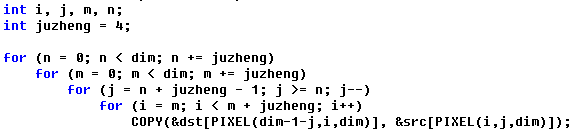 int i, j, m, n;
int juzheng = 4;
for (n = 0; n < dim; n += juzheng)
for (m = 0; m < dim; m += juzheng)
for (j = n + juzheng - 1; j >= n; j--)
for (i = m; i < m + juzheng; i++)
COPY(&dst[PIXEL(dim-1-j,i,dim)], &src[PIXEL(i,j,dim)]);